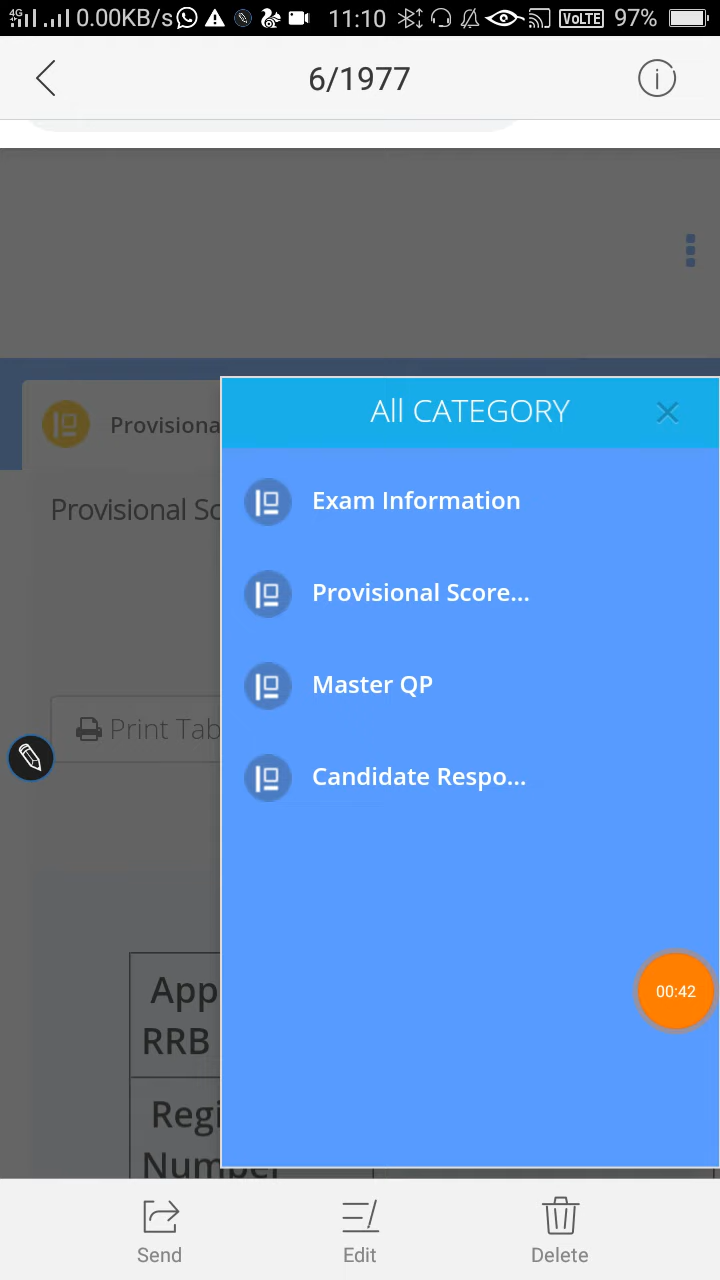 4G 0.00KB/s 11:10 VoLTE 97%
6/1977
All CATEGORY
Provisiona
Exam Information
Provisional Sc
Provisional Score...
Master QP
Print Tab
Candidate Respo...
App
RRB
00:42
Regi
Number
Send Edit Delete